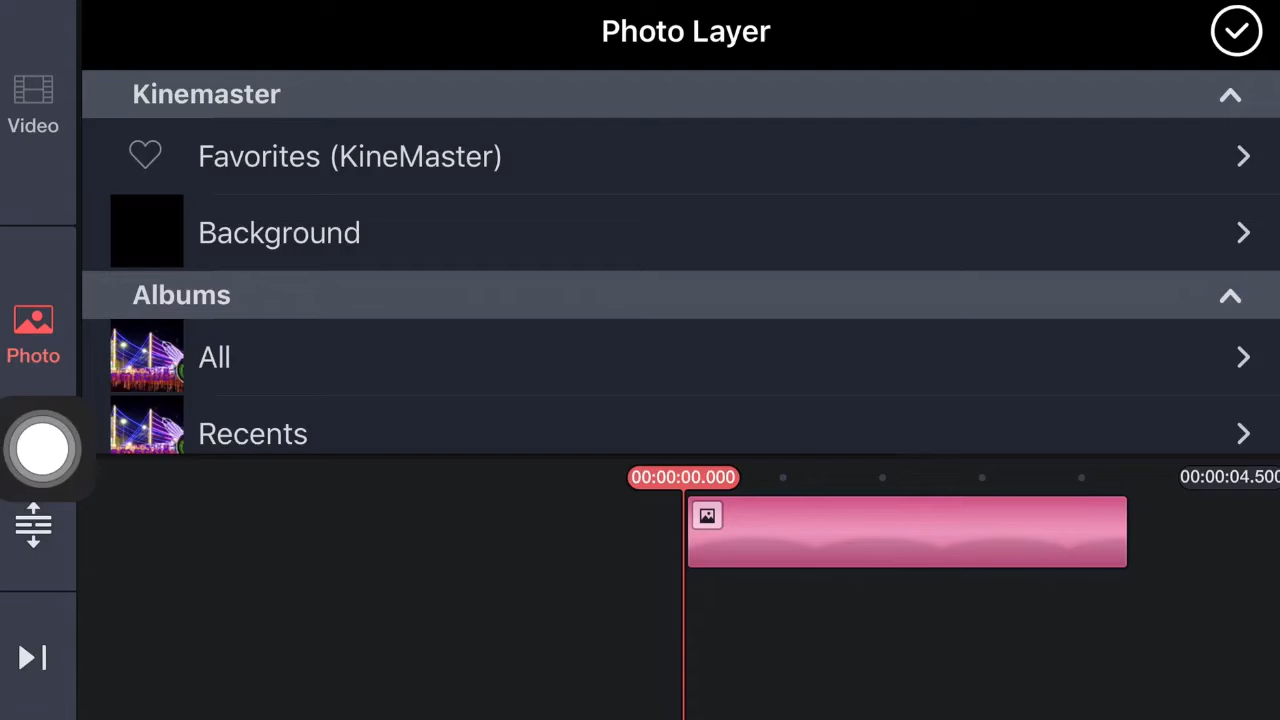 Photo Layer
Video
Kinemaster
Favorites (KineMaster)
Background
Albums
Photo
All
Recents
00:00:00.000
00:00:04.500